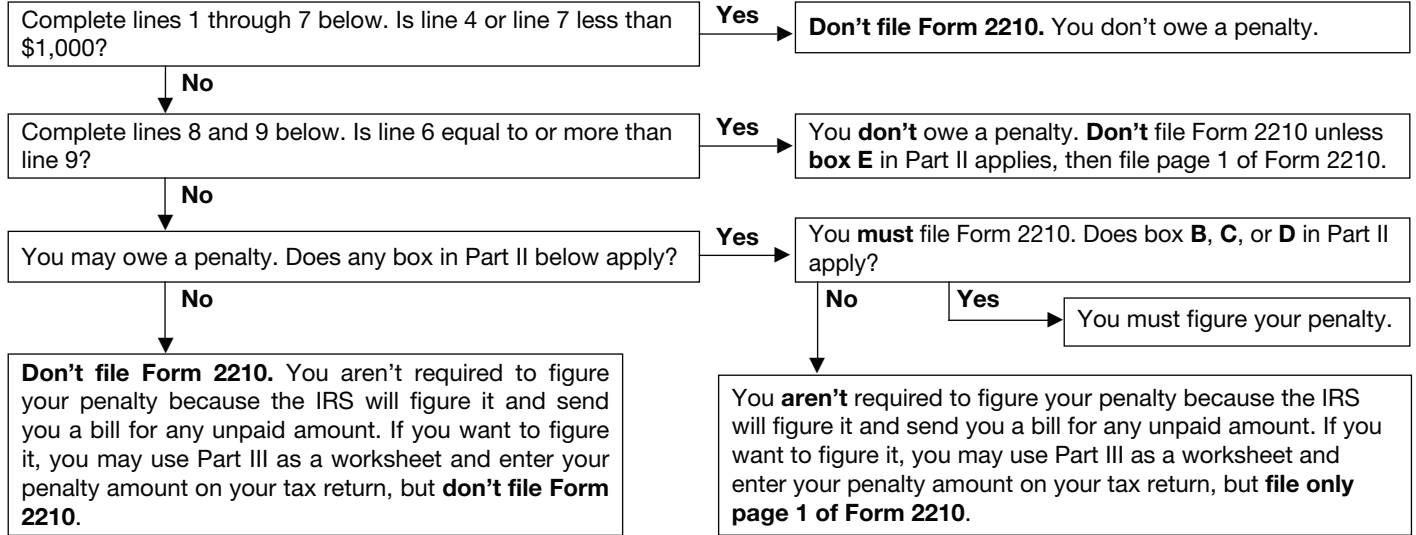 Complete lines 1 through 7 below. Is line 4 or line 7 less than
$1,000?
Yes
Don't file Form 2210. You don't owe a penalty.
No
Complete lines 8 and 9 below. Is line 6 equal to or more than
line 9?
Yes
You don't owe a penalty. Don't file Form 2210 unless
box E in Part II applies, then file page 1 of Form 2210.
No
You may owe a penalty. Does any box in Part II below apply?
Yes
You must file Form 2210. Does box B, C, or D in Part II
apply?
No
Yes
You must figure your penalty.
No
Don't file Form 2210. You aren't required to figure
your penalty because the IRS will figure it and send
you a bill for any unpaid amount. If you want to figure
it, you may use Part III as a worksheet and enter your
penalty amount on your tax return, but don't file Form
2210.
You aren't required to figure your penalty because the IRS
will figure it and send you a bill for any unpaid amount. If you
want to figure it, you may use Part III as a worksheet and
enter your penalty amount on your tax return, but file only
page 1 of Form 2210.